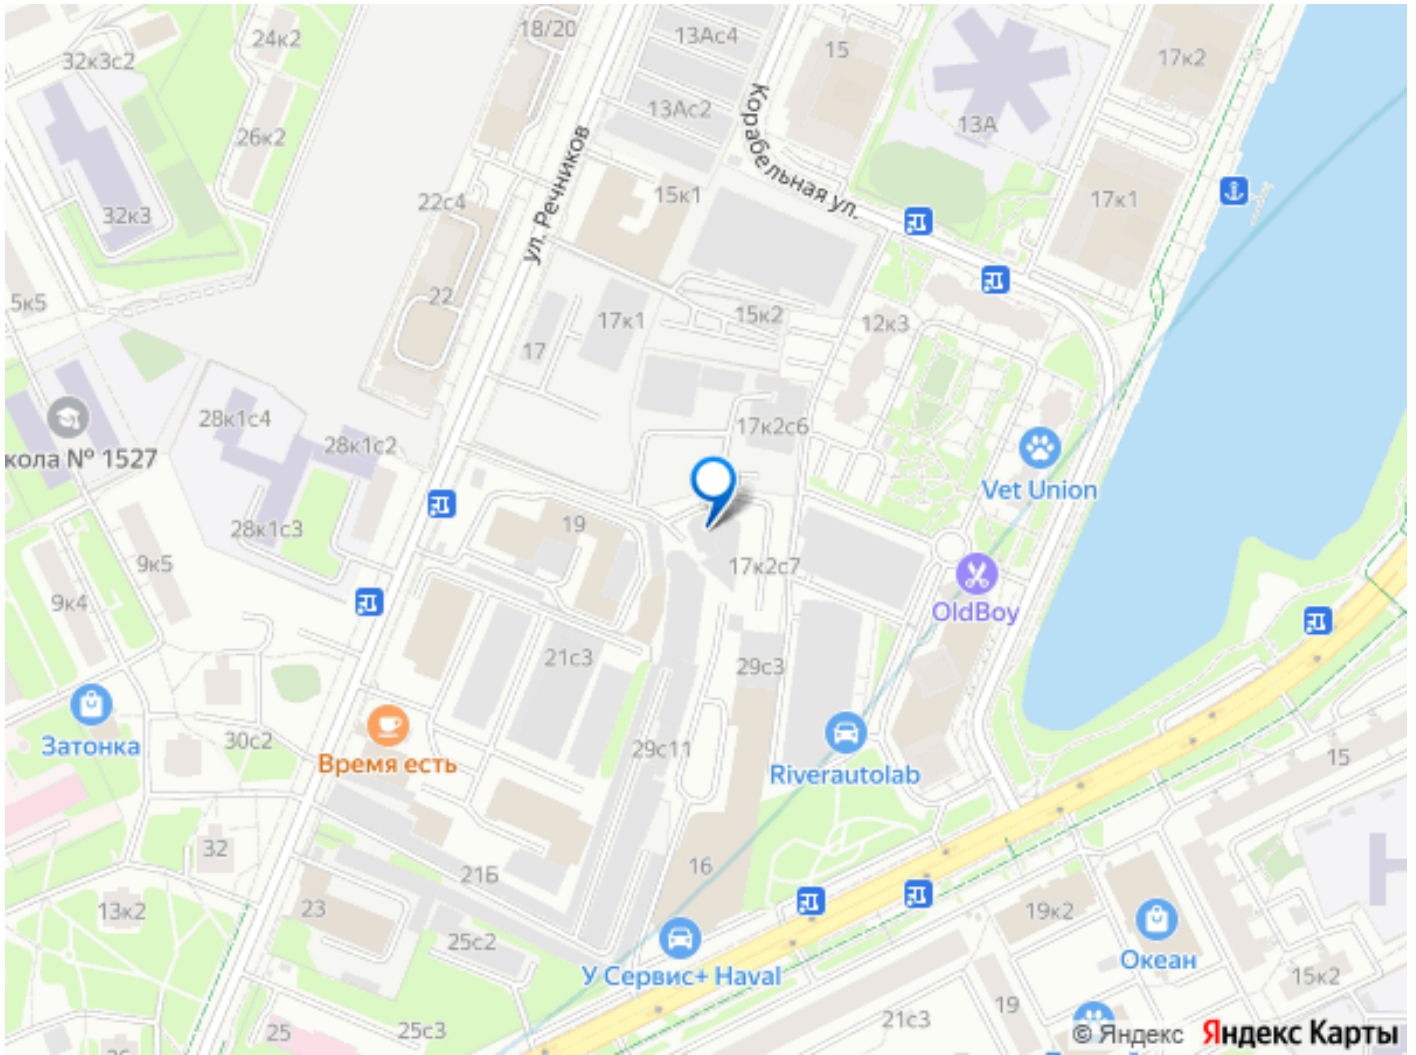 18/20
13Ас4
15
17к2
24к2
32к3с2
13Ас2
13А
26к2
Корабельная ул.
ул. Речников
15к1
17к1
22с4
32к3
5к5
22
17к1
15к2
12к3
17
28к1с4
28к1с2
17к2с6
кола № 1527
Vet Union
28к1с3
19
9к5
17к2с7
9к4
OldBoy
21с3
29с3
Затонка
30с2
Время есть
29с11
Riverautolab
15
32
21Б
16
13к2
23
25с2
19к2
У Сервис+ Haval
Океан
15к2
25
25с3
21с3
19
© Яндекс Яндекс Карты